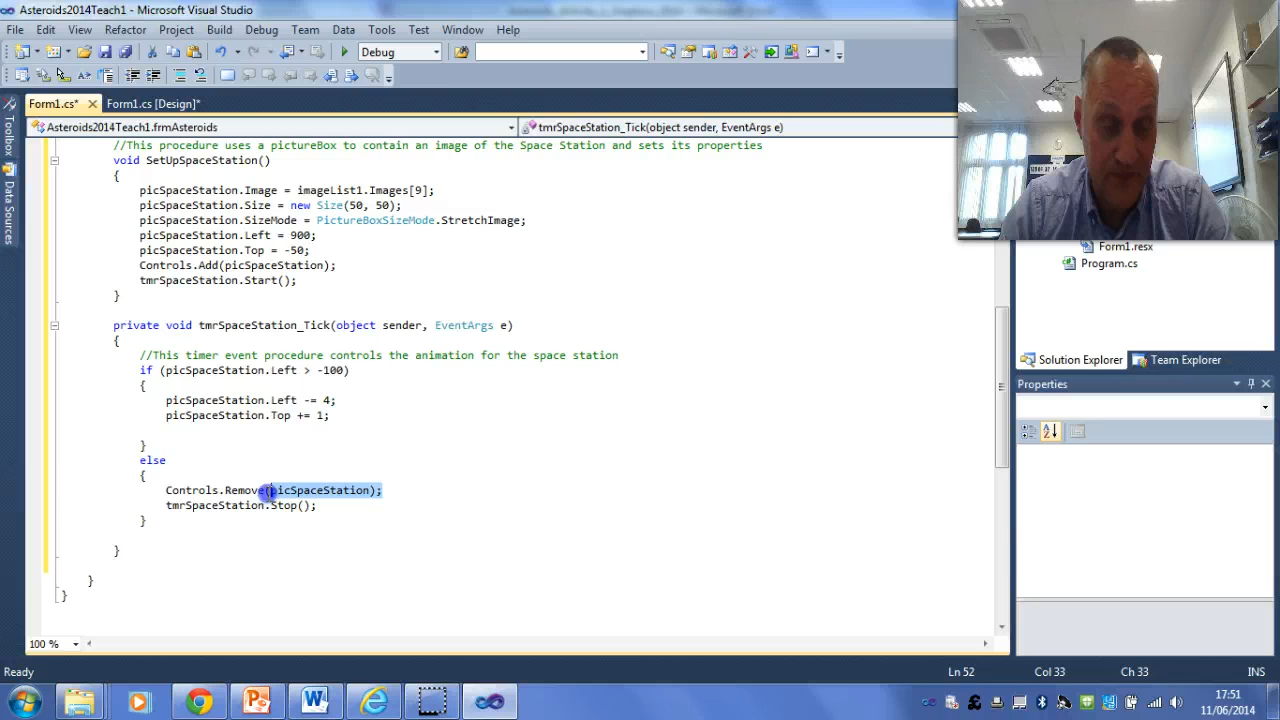 Asteroids2014Teach1 - Microsoft Visual Studio
File Edit View Refactor Project Build Debug Team Data Tools Test Window Help
Debug
Form1.cs* Form1.cs [Design]*
Asteroids2014Teach1.frmAsteroids tmrSpaceStation_Tick(object sender, EventArgs e)
Toolbox
Data Sources
//This procedure uses a pictureBox to contain an image of the Space Station and sets its properties
void SetUpSpaceStation()
{
picSpaceStation.Image = imageList1.Images[9];
picSpaceStation.Size = new Size(50, 50);
picSpaceStation.SizeMode = PictureBoxSizeMode.StretchImage;
picSpaceStation.Left = 900;
picSpaceStation.Top = -50;
Controls.Add(picSpaceStation);
tmrSpaceStation.Start();
}
private void tmrSpaceStation_Tick(object sender, EventArgs e)
{
//This timer event procedure controls the animation for the space station
if (picSpaceStation.Left > -100)
{
picSpaceStation.Left -= 4;
picSpaceStation.Top += 1;
}
else
{
Controls.Remove(picSpaceStation);
tmrSpaceStation.Stop();
}
}
}
}
Form1.resx
Program.cs
Solution Explorer Team Explorer
Properties
100 %
Ready Ln 52 Col 33 Ch 33 INS
17:51
11/06/2014